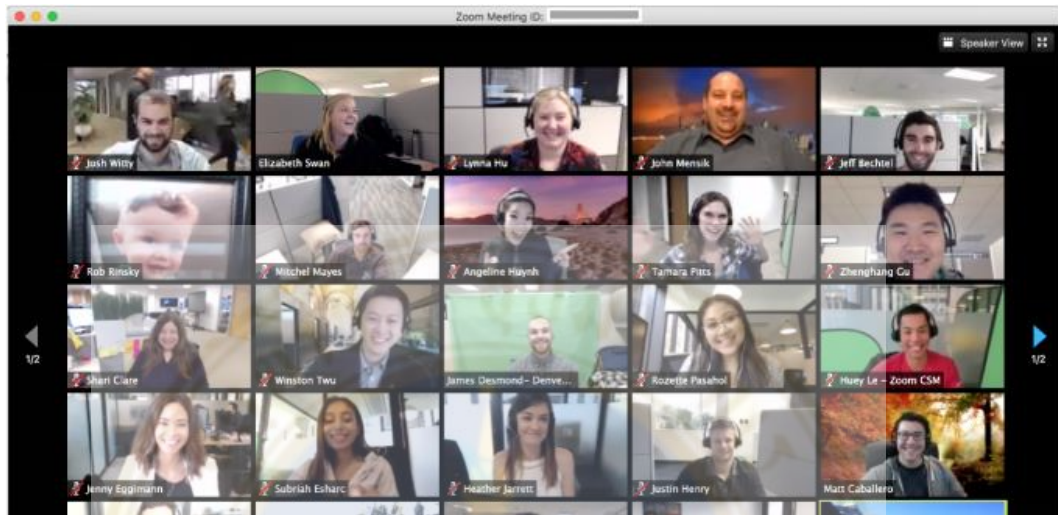 Zoom Meeting ID:
Speaker View
Josh Witty
Elizabeth Swan
Lynna Hu
John Mensik
Jeff Bechtel
Rob Rinsky
Mitchel Mayes
Angeline Huynh
Tamara Pitts
Zhenghang Gu
1/2
Shari Clare
Winston Twu
James Desmond- Denve...
Rozette Pasahol
Huey Le - Zoom CSM
1/2
Jenny Eggimann
Subriah Esharc
Heather Jarrett
Justin Henry
Matt Caballero